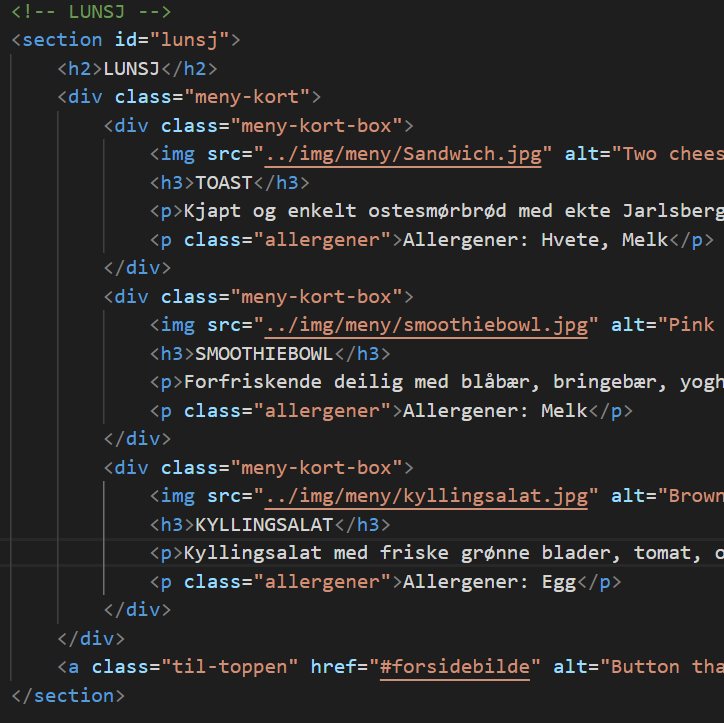 <!-- LUNSJ -->
<section id="lunsj">
<h2>LUNSJ</h2>
<div class="meny-kort">
<div class="meny-kort-box">
<img src="../img/meny/Sandwich.jpg" alt="Two chees
<h3>TOAST</h3>
<p>Kjapt og enkelt ostesmørbrød med ekte Jarlsberg
<p class="allergener">Allergener: Hvete, Melk</p>
</div>
<div class="meny-kort-box">
<img src="../img/meny/smoothiebowl.jpg" alt="Pink
<h3>SMOOTHIEBOWL</h3>
<p>Forfriskende deilig med blåbær, bringebær, yogh
<p class="allergener">Allergener: Melk</p>
</div>
<div class="meny-kort-box">
<img src="../img/meny/kyllingsalat.jpg" alt="Brown
<h3>KYLLINGSALAT</h3>
<p>Kyllingsalat med friske grønne blader, tomat, o
<p class="allergener">Allergener: Egg</p>
</div>
</div>
<a class="til-toppen" href="#forsidebilde" alt="Button tha
</section>